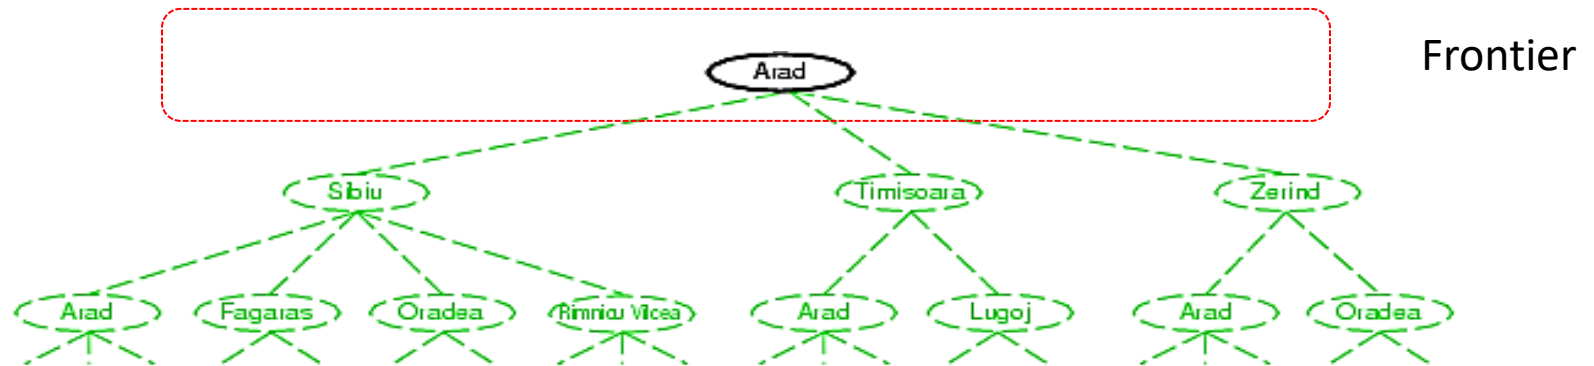 Frontier
Arad
Sibiu
Timisoara
Zerind
Arad
Fagaras
Oradea
Rimnicu Vilcea
Arad
Lugoj
Arad
Oradea